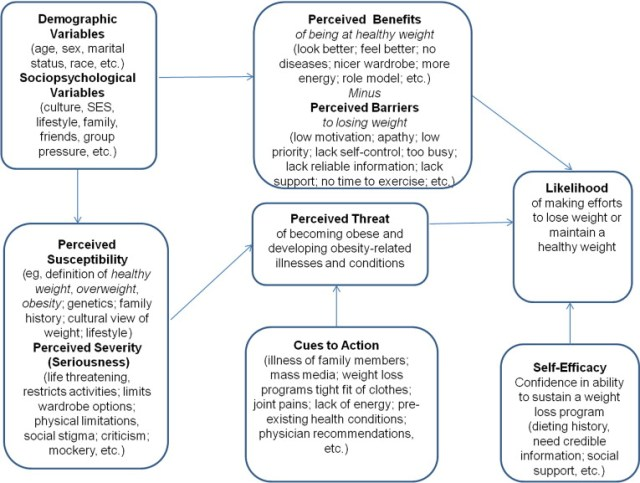 Demographic
Variables
(age, sex, marital
status, race, etc.)
Sociopsychological
Variables
(culture, SES,
lifestyle, family,
friends, group
pressure, etc.)
Perceived Benefits
of being at healthy weight
(look better; feel better; no
diseases; nicer wardrobe; more
energy; role model; etc.)
Minus
Perceived Barriers
to losing weight
(low motivation; apathy; low
priority; lack self-control; too busy;
lack reliable information; lack
support; no time to exercise; etc.)
Perceived
Susceptibility
(eg, definition of healthy
weight, overweight,
obesity; genetics; family
history; cultural view of
weight; lifestyle)
Perceived Severity
(Seriousness)
(life threatening,
restricts activities; limits
wardrobe options;
physical limitations,
social stigma; criticism;
mockery, etc.)
Perceived Threat
of becoming obese and
developing obesity-related
illnesses and conditions
Cues to Action
(illness of family members;
mass media; weight loss
programs tight fit of clothes;
joint pains; lack of energy; pre-
existing health conditions;
physician recommendations,
etc.)
Likelihood
of making efforts
to lose weight or
maintain a
healthy weight
Self-Efficacy
Confidence in ability
to sustain a weight
loss program
(dieting history,
need credible
information; social
support, etc.)